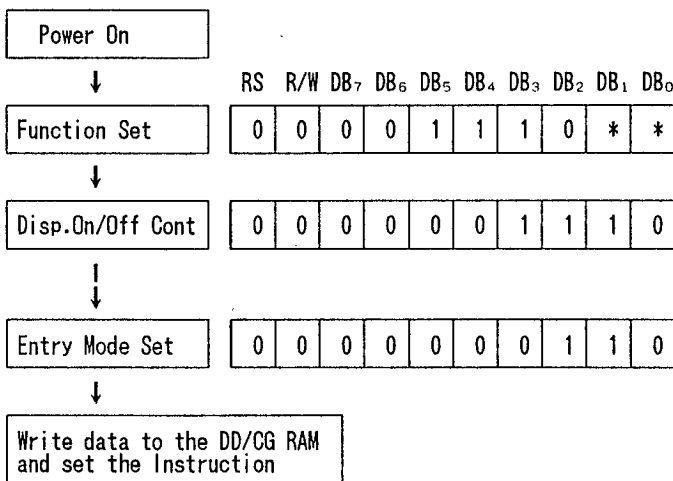 Power On
RS R/W DB₇ DB₆ DB₅ DB₄ DB₃ DB₂ DB₁ DB₀
Function Set 0 0 0 0 1 1 1 0 * *
Disp.On/Off Cont 0 0 0 0 0 0 1 1 1 0
Entry Mode Set 0 0 0 0 0 0 0 1 1 0
Write data to the DD/CG RAM
and set the Instruction